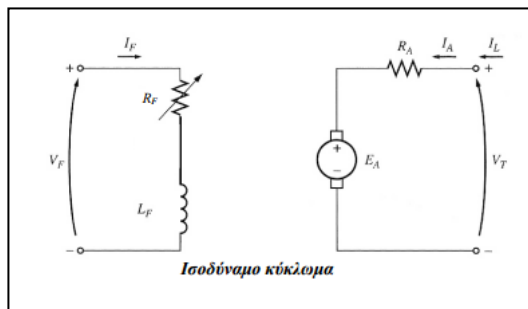 I_F
R_A
I_A
I_L
+
+
R_F
V_F
+
−
E_A
V_T
L_F
−
−
Ισοδύναμο κύκλωμα